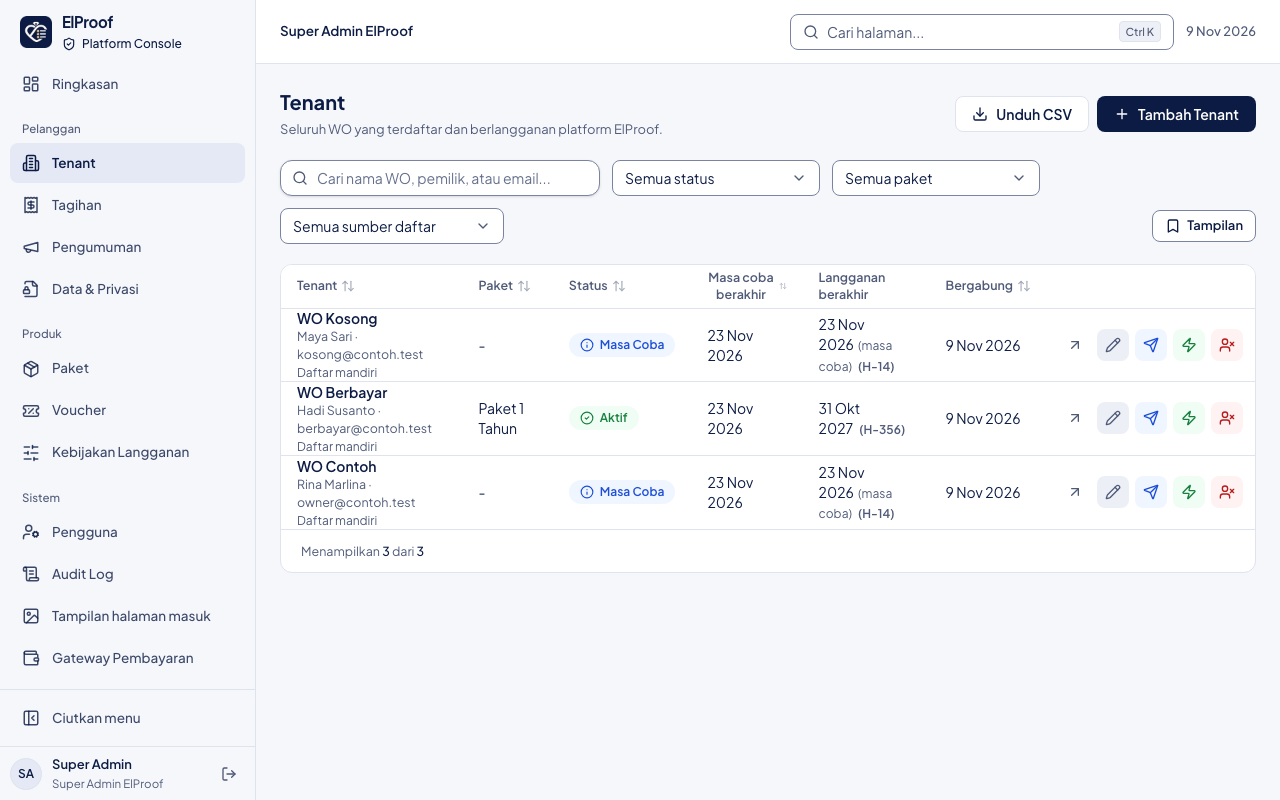 ElProof
Platform Console
Super Admin ElProof
Cari halaman...
Ctrl K
9 Nov 2026
Ringkasan
Pelanggan
Tenant
Tagihan
Pengumuman
Data & Privasi
Produk
Paket
Voucher
Kebijakan Langganan
Sistem
Pengguna
Audit Log
Tampilan halaman masuk
Gateway Pembayaran
Ciutkan menu
SA
Super Admin
Super Admin ElProof
Tenant
Seluruh WO yang terdaftar dan berlangganan platform ElProof.
Unduh CSV
Tambah Tenant
Cari nama WO, pemilik, atau email...
Semua status
Semua paket
Semua sumber daftar
Tampilan
Tenant
Paket
Status
Masa coba
berakhir
Langganan
berakhir
Bergabung
WO Kosong
Maya Sari ·
kosong@contoh.test
Daftar mandiri
-
Masa Coba
23 Nov
2026
23 Nov
2026 (masa
coba) (H-14)
9 Nov 2026
WO Berbayar
Hadi Susanto ·
berbayar@contoh.test
Daftar mandiri
Paket 1
Tahun
Aktif
23 Nov
2026
31 Okt
2027 (H-356)
9 Nov 2026
WO Contoh
Rina Marlina ·
owner@contoh.test
Daftar mandiri
-
Masa Coba
23 Nov
2026
23 Nov
2026 (masa
coba) (H-14)
9 Nov 2026
Menampilkan 3 dari 3